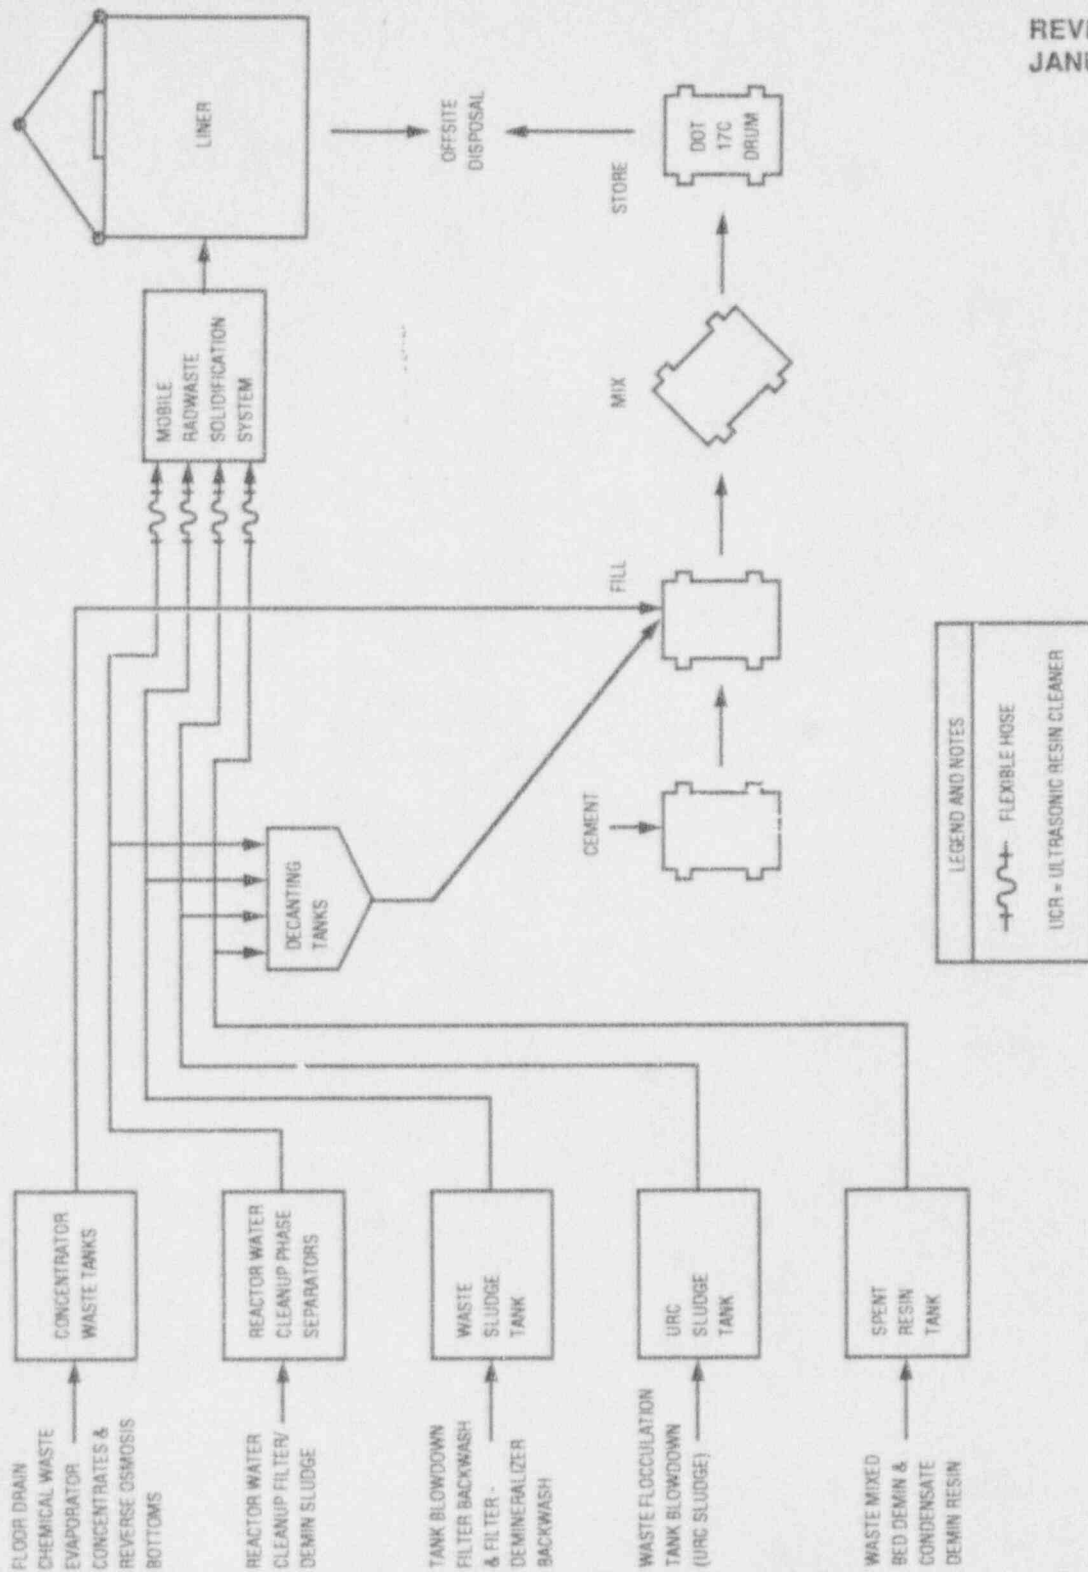 REV
JAN
FLOOR DRAIN
CHEMICAL WASTE
EVAPORATOR
CONCENTRATES &
REVERSE OSMOSIS
BOTTOMS
CONCENTRATOR
WASTE TANKS
REACTOR WATER
CLEANUP FILTER/
DEMIN SLUDGE
REACTOR WATER
CLEANUP PHASE
SEPARATORS
TANK BLOWDOWN
FILTER BACKWASH
& FILTER -
DEMINERALIZER
BACKWASH
WASTE
SLUDGE
TANK
WASTE FLOCCULATION
TANK BLOWDOWN
(URC SLUDGE)
URC
SLUDGE
TANK
WASTE MIXED
BED DEMIN &
CONDENSATE
DEMIN RESIN
SPENT
RESIN
TANK
DECANTING
TANKS
MOBILE
RADWASTE
SOLIDIFICATION
SYSTEM
LINER
OFFSITE
DISPOSAL
CEMENT
FILL
MIX
STORE
DOT
17C
DRUM
LEGEND AND NOTES
FLEXIBLE HOSE
UCR = ULTRASONIC RESIN CLEANER